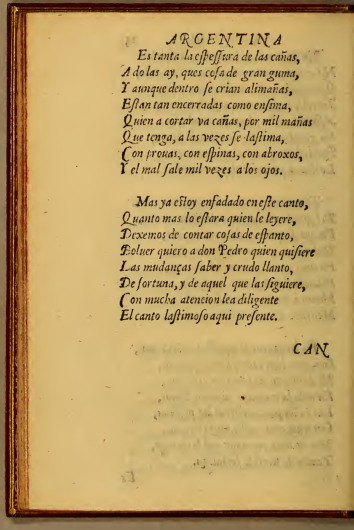 ARGENTINA
Es tanta la eſpeſſura de las cañas,
A do las ay, ques coſa de gran guma,
Y aunque dentro ſe crian alimañas,
Eſtan tan encerradas como enſima,
Quien a cortar va cañas, por mil mañas
Que tenga, a las vezes ſe laſtima,
Con prouas, con eſpinas, con abroxos,
Y el mal ſale mil vezes a los ojos.
Mas ya eſtoy enfadado en eſte canto,
Quanto mas lo eſtara quien le leyere,
Dexemos de contar coſas de eſpanto,
Boluer quiero a don Pedro quien quiſiere
Las mudanças ſaber y crudo llanto,
De fortuna, y de aquel que las ſiguiere,
Con mucha atencion lea diligente
El canto laſtimoſo aqui preſente.
CAN